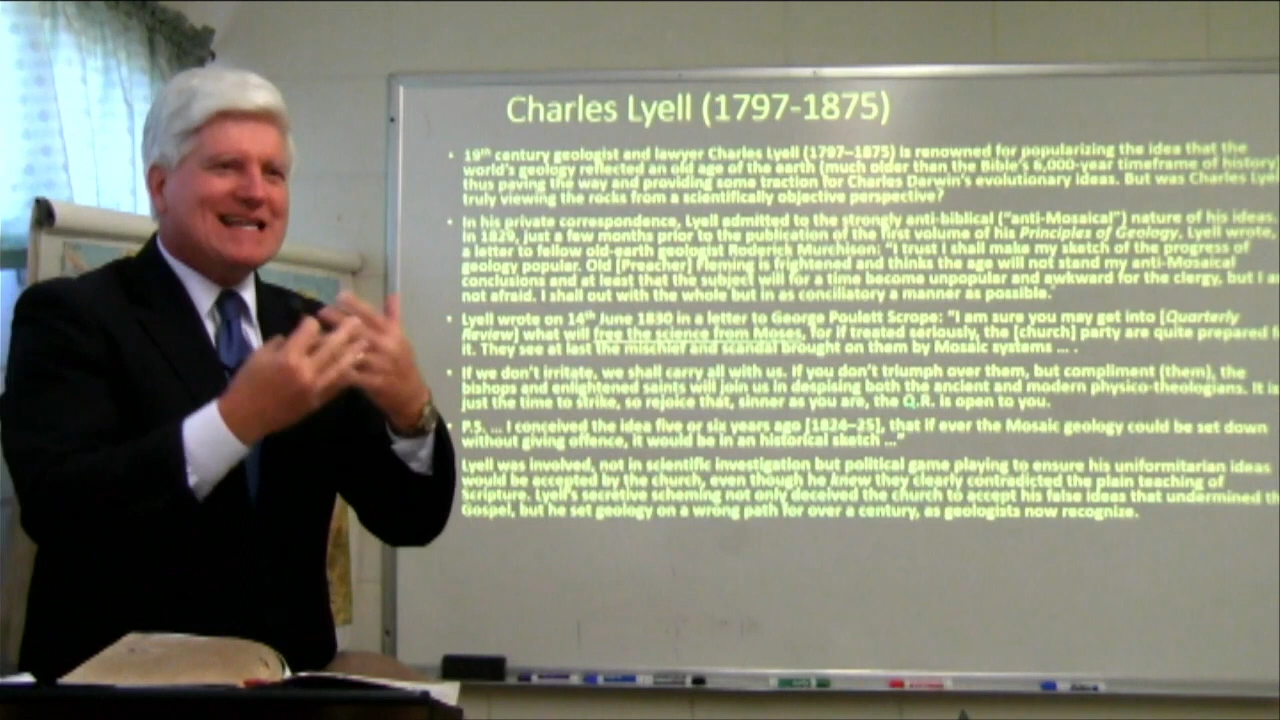 Charles Lyell (1797-1875)
• 19th century geologist and lawyer Charles Lyell (1797–1875) is renowned for popularizing the idea that the
world's geology reflected an old age of the earth (much older than the Bible's 6,000-year timeframe of history)
thus paving the way and providing some traction for Charles Darwin's evolutionary ideas. But was Charles Lyell
truly viewing the rocks from a scientifically objective perspective?
• In his private correspondence, Lyell admitted to the strongly anti-biblical ("anti-Mosaical") nature of his ideas.
In 1829, just a few months prior to the publication of the first volume of his Principles of Geology, Lyell wrote,
a letter to fellow old-earth geologist Roderick Murchison: "I trust I shall make my sketch of the progress of
geology popular. Old [Preacher] Fleming is frightened and thinks the age will not stand my anti-Mosaical
conclusions and at least that the subject will for a time become unpopular and awkward for the clergy, but I a
not afraid. I shall out with the whole but in as conciliatory a manner as possible."
• Lyell wrote on 14th June 1830 in a letter to George Poulett Scrope: "I am sure you may get into [Quarterly
Review] what will free the science from Moses, for if treated seriously, the [church] party are quite prepared f
it. They see at last the mischief and scandal brought on them by Mosaic systems ... .
• If we don't irritate, we shall carry all with us. If you don't triumph over them, but compliment (them), the
bishops and enlightened saints will join us in despising both the ancient and modern physico-theologians. It is
just the time to strike, so rejoice that, sinner as you are, the Q.R. is open to you.
• P.S. ... I conceived the idea five or six years ago [1824–25], that if ever the Mosaic geology could be set down
without giving offence, it would be in an historical sketch ..."
Lyell was involved, not in scientific investigation but political game playing to ensure his uniformitarian ideas
would be accepted by the church, even though he knew they clearly contradicted the plain teaching of
Scripture. Lyell's secretive scheming not only deceived the church to accept his false ideas that undermined th
Gospel, but he set geology on a wrong path for over a century, as geologists now recognize.